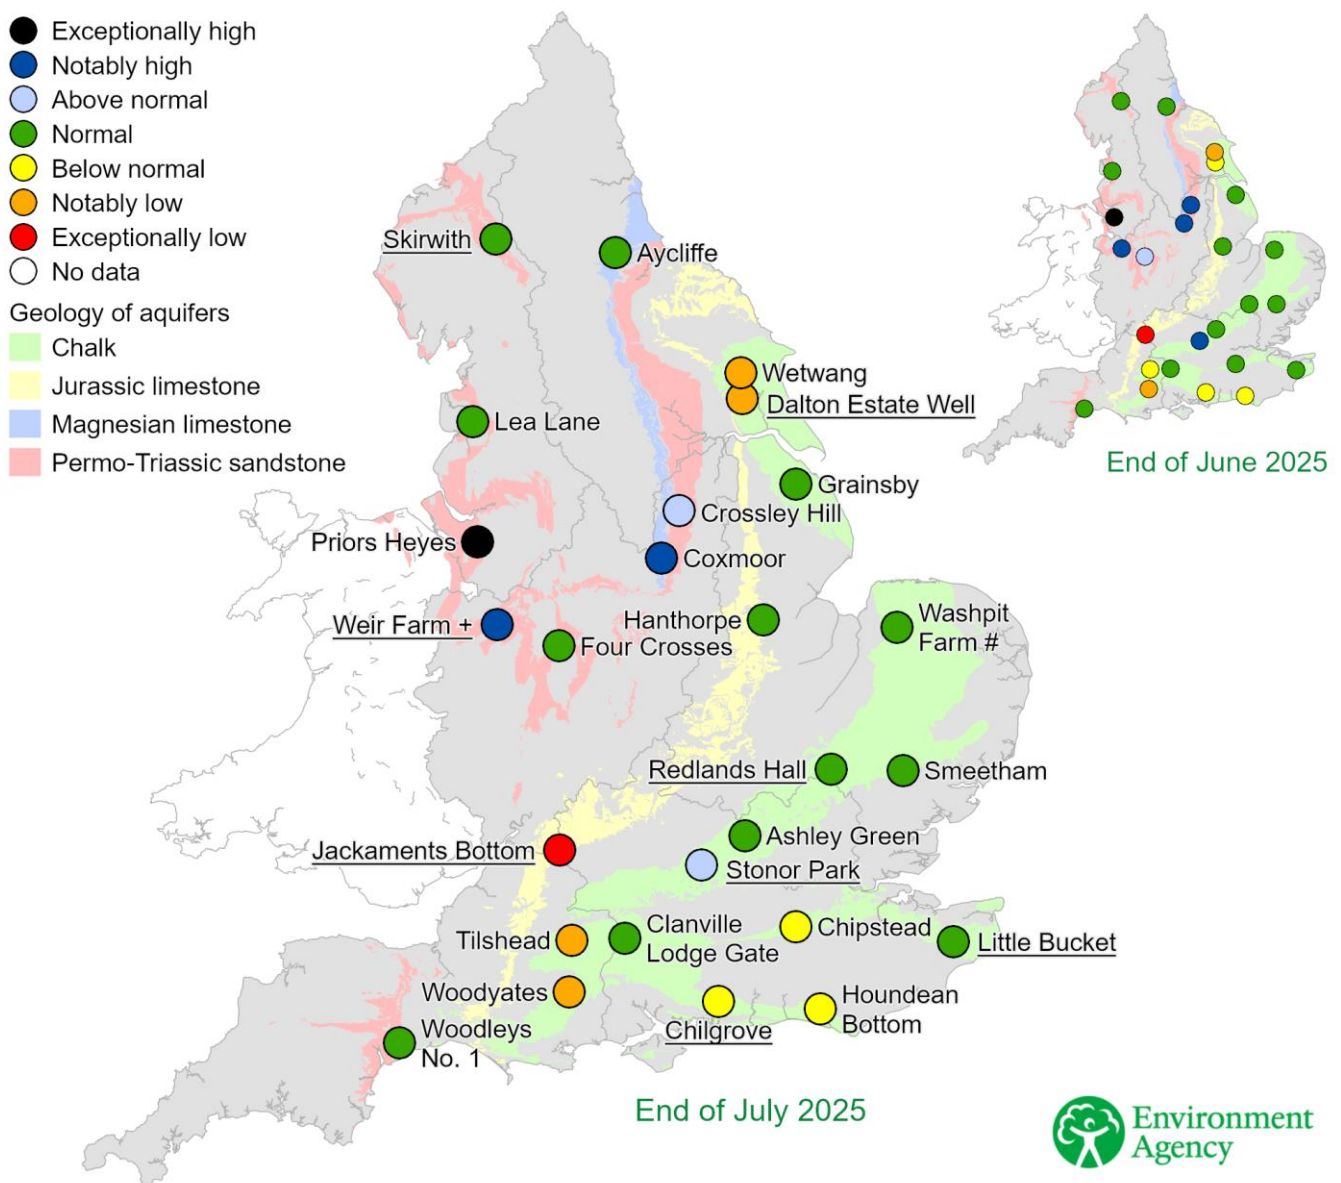 Exceptionally high
Notably high
Above normal
Normal
Below normal
Notably low
Exceptionally low
No data
Geology of aquifers
Chalk
Jurassic limestone
Magnesian limestone
Permo-Triassic sandstone
Skirwith
Aycliffe
Wetwang
Dalton Estate Well
Lea Lane
Grainsby
Crossley Hill
Priors Heyes
Coxmoor
Weir Farm +
Hanthorpe
Four Crosses
Washpit
Farm #
Redlands Hall
Smeetham
Ashley Green
Jackaments Bottom
Stonor Park
Tilshead
Clanville
Lodge Gate
Chipstead
Little Bucket
Woodyates
Chilgrove
Houndean
Bottom
Woodleys
No. 1
End of June 2025
End of July 2025
Environment
Agency